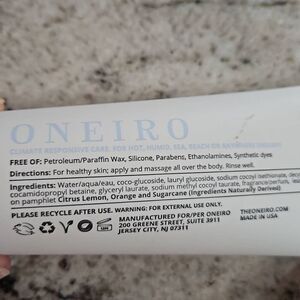 ONEIRO
CLIMATE RESPONSIVE CARE. FOR HOT, HUMID, SEA, BEACH OR ANYWHERE
FREE OF: Petroleum/Paraffin Wax, Silicone, Parabens, Ethanolamines, Synthetic dyes
Directions: For healthy skin; apply and massage all over the body. Rinse well.
Ingredients: Water/aqua/eau, coco-glucoside, lauryl glucoside, sodium cocoyl isethionate,
cocamidopropyl betaine, glyceryl laurate, sodium methyl cocoyl taurate, fragrance/parfum,
on pamphlet Citrus Lemon, Orange and Sugarcane (Ingredients Naturally Derived)
PLEASE RECYCLE AFTER USE. WARNING: FOR EXTERNAL USE ONLY.
MANUFACTURED FOR/PER ONEIRO
200 GREENE STREET, SUITE 3911
JERSEY CITY, NJ 07311
THEONEIRO.COM
MADE IN USA